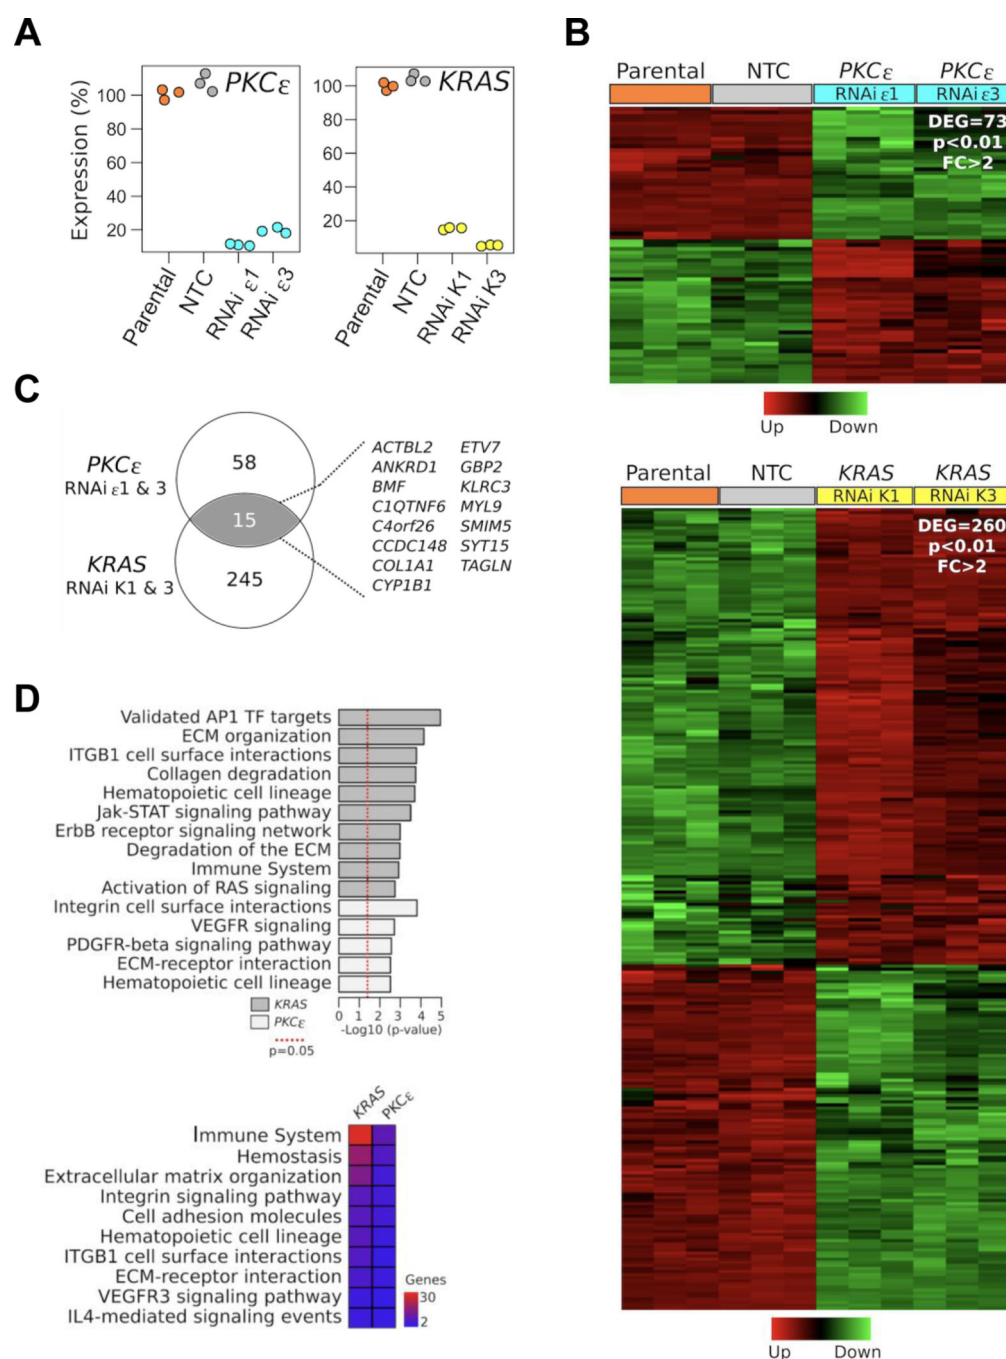 A
PKCε
KRAS
Expression (%)
100
80
60
40
20
100
80
60
40
20
Parental
NTC
RNAi ε1
RNAi ε3
Parental
NTC
RNAi K1
RNAi K3
B
Parental NTC PKCε PKCε
RNAi ε1 RNAi ε3
DEG=73
p<0.01
FC>2
Up Down
Parental NTC KRAS KRAS
RNAi K1 RNAi K3
DEG=260
p<0.01
FC>2
Up Down
C
PKCε
RNAi ε1 & 3
58
15
KRAS
RNAi K1 & 3
245
ACTBL2 ETV7
ANKRD1 GBP2
BMF KLRC3
C1QTNF6 MYL9
C4orf26 SMIM5
CCDC148 SYT15
COL1A1 TAGLN
CYP1B1
D
Validated AP1 TF targets
ECM organization
ITGB1 cell surface interactions
Collagen degradation
Hematopoietic cell lineage
Jak-STAT signaling pathway
ErbB receptor signaling network
Degradation of the ECM
Immune System
Activation of RAS signaling
Integrin cell surface interactions
VEGFR signaling
PDGFR-beta signaling pathway
ECM-receptor interaction
Hematopoietic cell lineage
0 1 2 3 4 5
-Log10 (p-value)
KRAS
PKCε
p=0.05
KRAS PKCε
Immune System
Hemostasis
Extracellular matrix organization
Integrin signaling pathway
Cell adhesion molecules
Hematopoietic cell lineage
ITGB1 cell surface interactions
ECM-receptor interaction
VEGFR3 signaling pathway
IL4-mediated signaling events
Genes
30
2